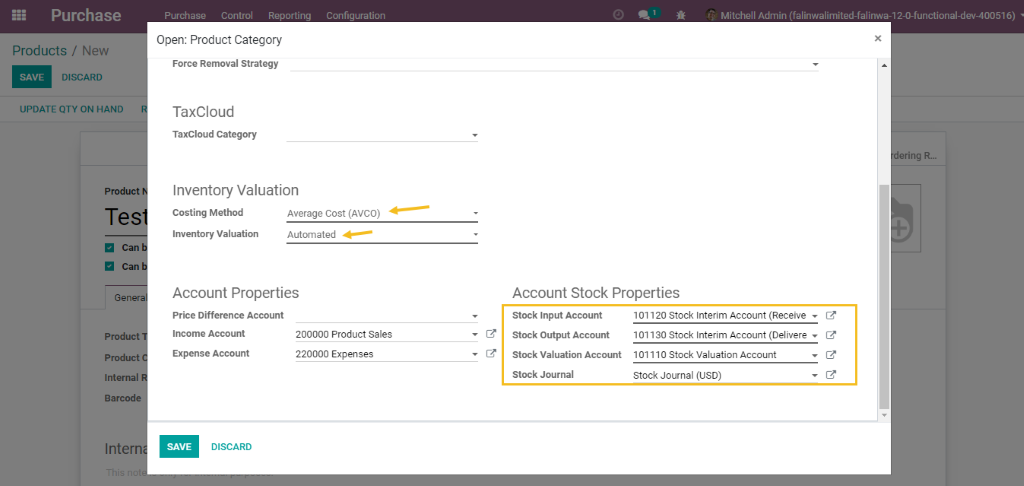 Purchase Purchase Control Reporting Configuration 1 Mitchell Admin (falinwalimited-falinwa-12-0-functional-dev-400516)
Open: Product Category ×
Products / New
Force Removal Strategy
SAVE DISCARD
UPDATE QTY ON HAND R
TaxCloud
TaxCloud Category
rdering R...
Inventory Valuation
Product N
Costing Method Average Cost (AVCO)
Test
Inventory Valuation Automated
Can b
Can b
General
Account Properties Account Stock Properties
Price Difference Account Stock Input Account 101120 Stock Interim Account (Receive
Income Account 200000 Product Sales Stock Output Account 101130 Stock Interim Account (Delivere
Product T
Expense Account 220000 Expenses Stock Valuation Account 101110 Stock Valuation Account
Product C
Stock Journal Stock Journal (USD)
Internal R
Barcode
SAVE DISCARD
Interna
This note